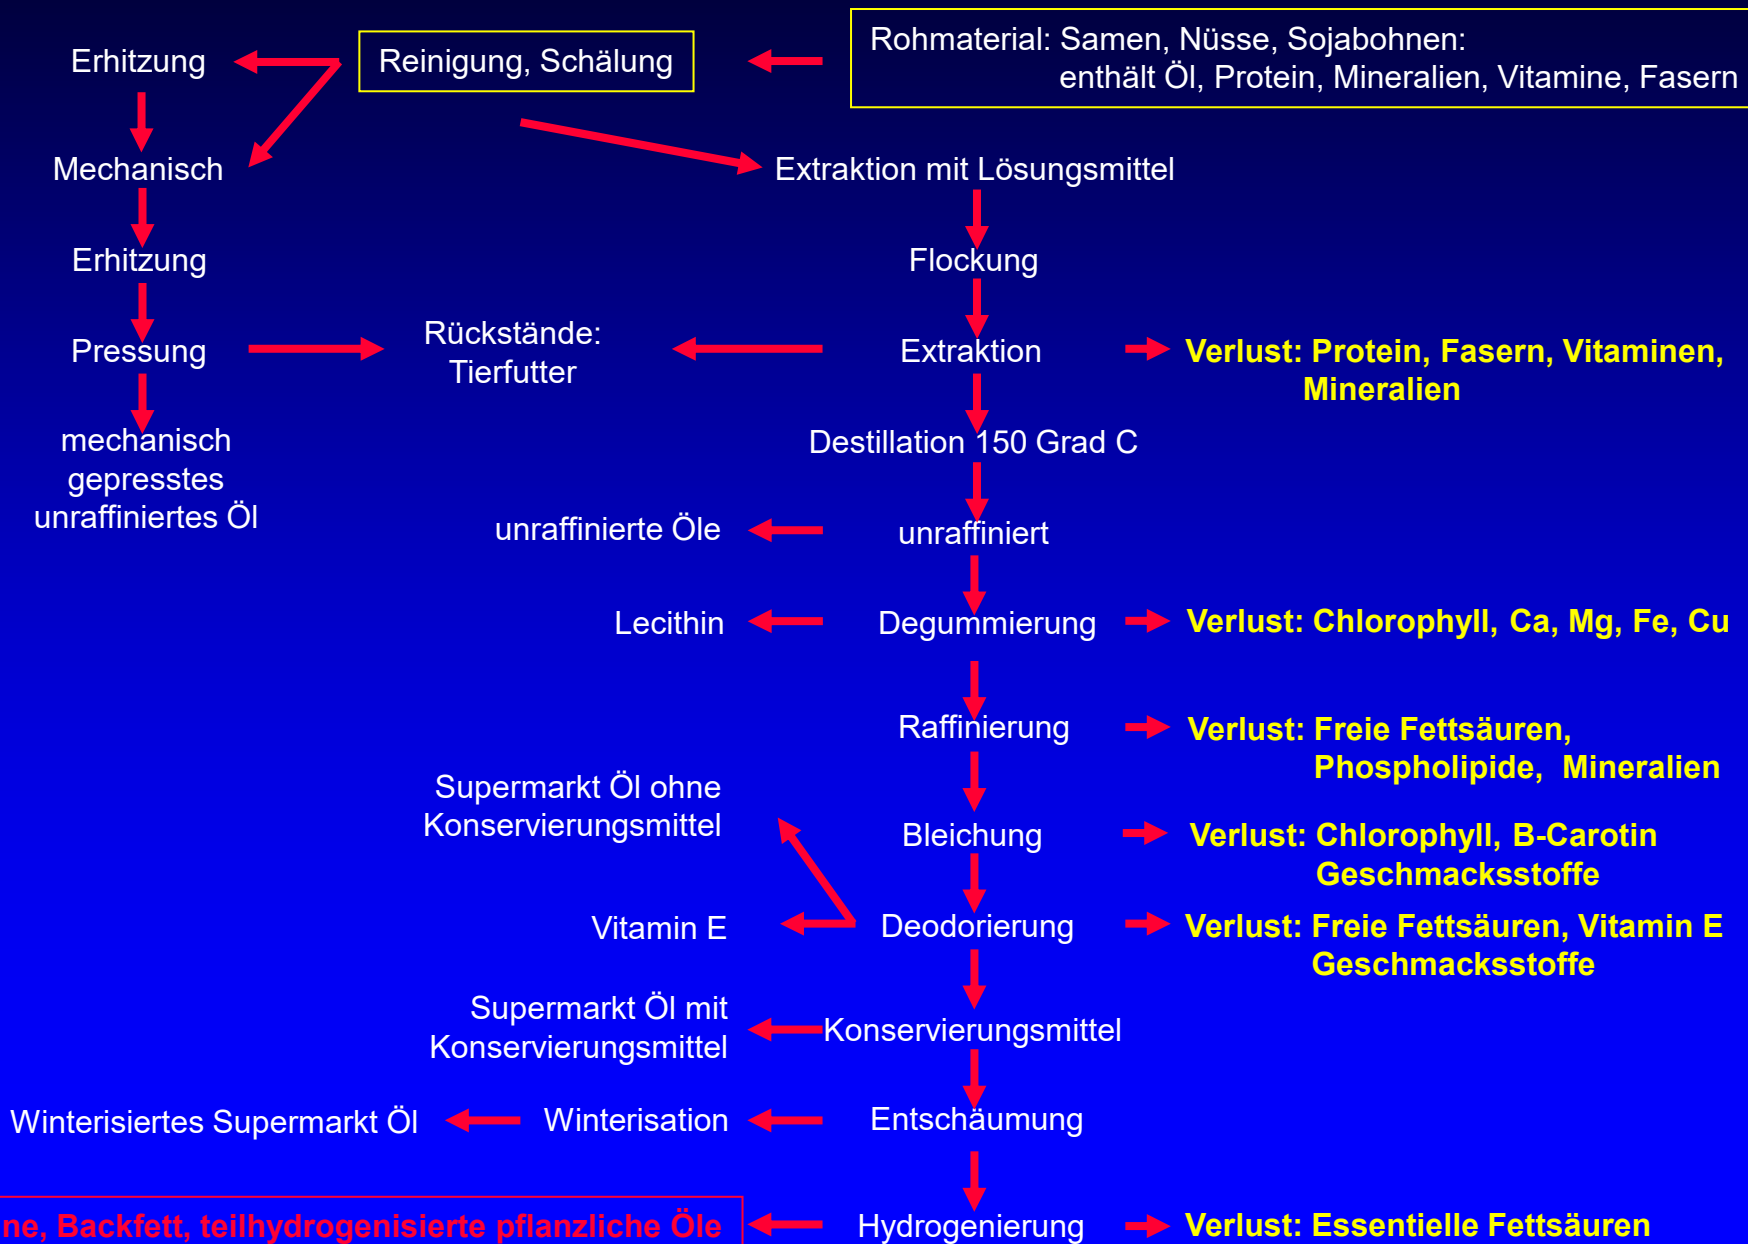 Rohmaterial: Samen, Nüsse, Sojabohnen:
enthält Öl, Protein, Mineralien, Vitamine, Fasern
Reinigung, Schälung
Erhitzung
Mechanisch
Erhitzung
Pressung
mechanisch
gepresstes
unraffiniertes Öl
Rückstände:
Tierfutter
Extraktion mit Lösungsmittel
Flockung
Extraktion
Verlust: Protein, Fasern, Vitaminen,
Mineralien
Destillation 150 Grad C
unraffinierte Öle
unraffiniert
Lecithin
Degummierung
Verlust: Chlorophyll, Ca, Mg, Fe, Cu
Raffinierung
Verlust: Freie Fettsäuren,
Phospholipide, Mineralien
Supermarkt Öl ohne
Konservierungsmittel
Bleichung
Verlust: Chlorophyll, B-Carotin
Geschmacksstoffe
Vitamin E
Deodorierung
Verlust: Freie Fettsäuren, Vitamin E
Geschmacksstoffe
Supermarkt Öl mit
Konservierungsmittel
Konservierungsmittel
Winterisiertes Supermarkt Öl
Winterisation
Entschäumung
ne, Backfett, teilhydrogenisierte pflanzliche Öle
Hydrogenierung
Verlust: Essentielle Fettsäuren